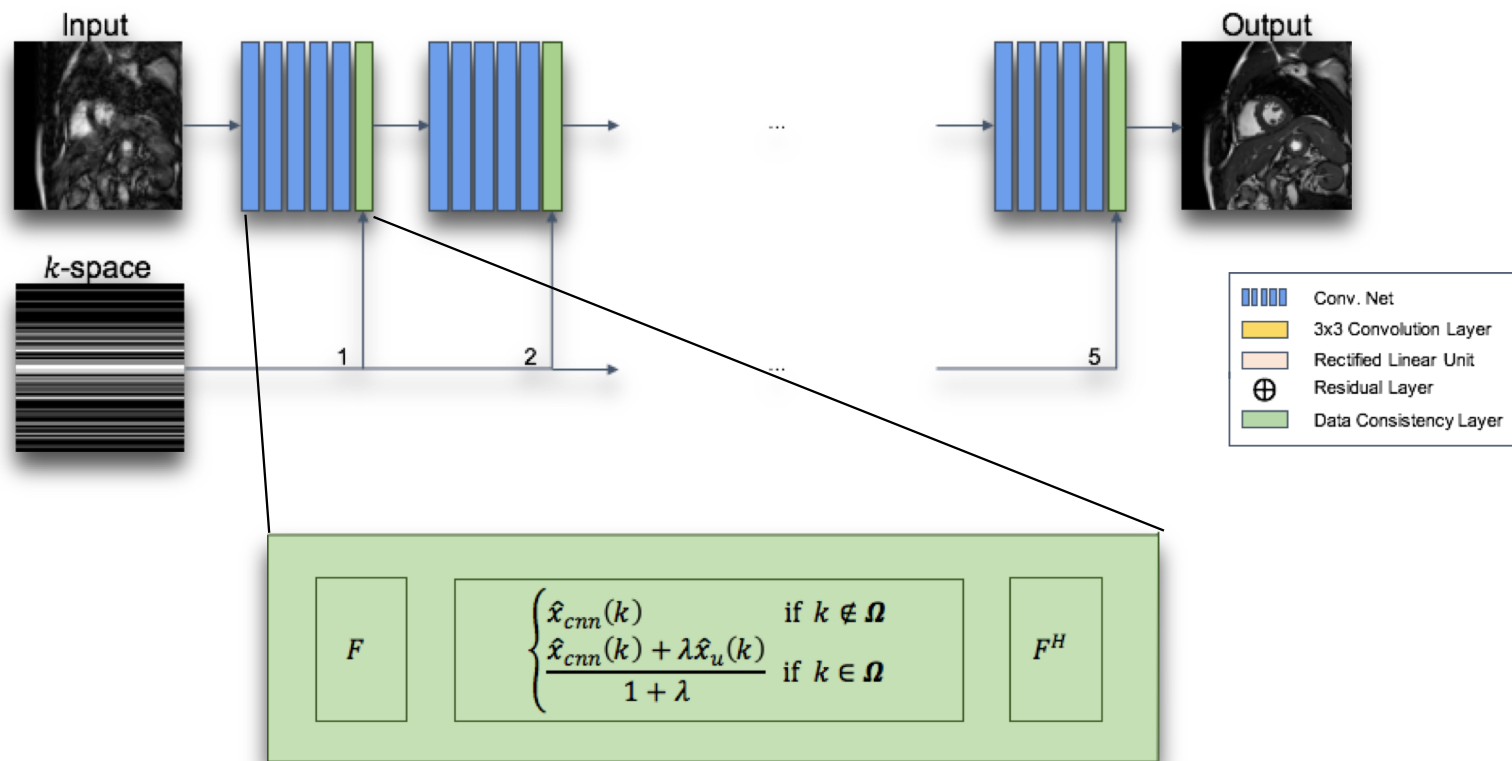 Input
Output
...
k-space
1
2
...
5
Conv. Net
3x3 Convolution Layer
Rectified Linear Unit
⊕ Residual Layer
Data Consistency Layer
F
x̂_cnn(k) if k ∉ Ω
x̂_cnn(k) + λx̂_u(k)
1 + λ
if k ∈ Ω
F^H